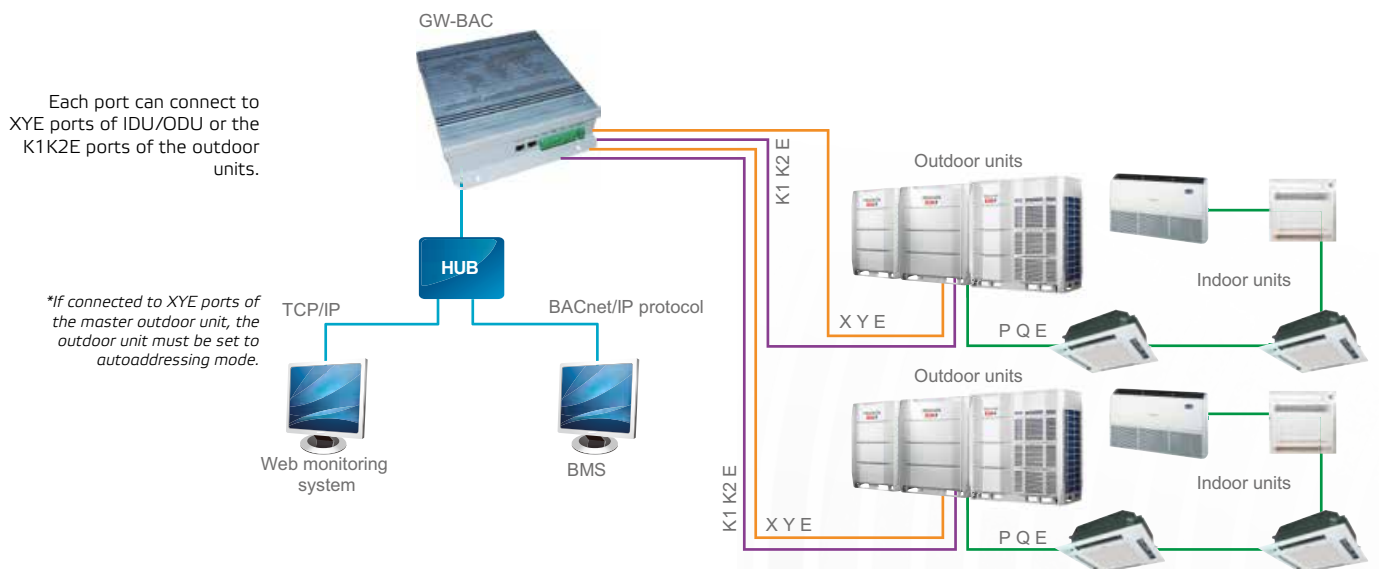 GW-BAC
Each port can connect to
XYE ports of IDU/ODU or the
K1K2E ports of the outdoor
units.
K1 K2 E
Outdoor units
HUB
Indoor units
*If connected to XYE ports of
the master outdoor unit, the
outdoor unit must be set to
autoaddressing mode.
TCP/IP
BACnet/IP protocol
X Y E
P Q E
Outdoor units
Web monitoring
system
BMS
Indoor units
K1 K2 E
X Y E
P Q E